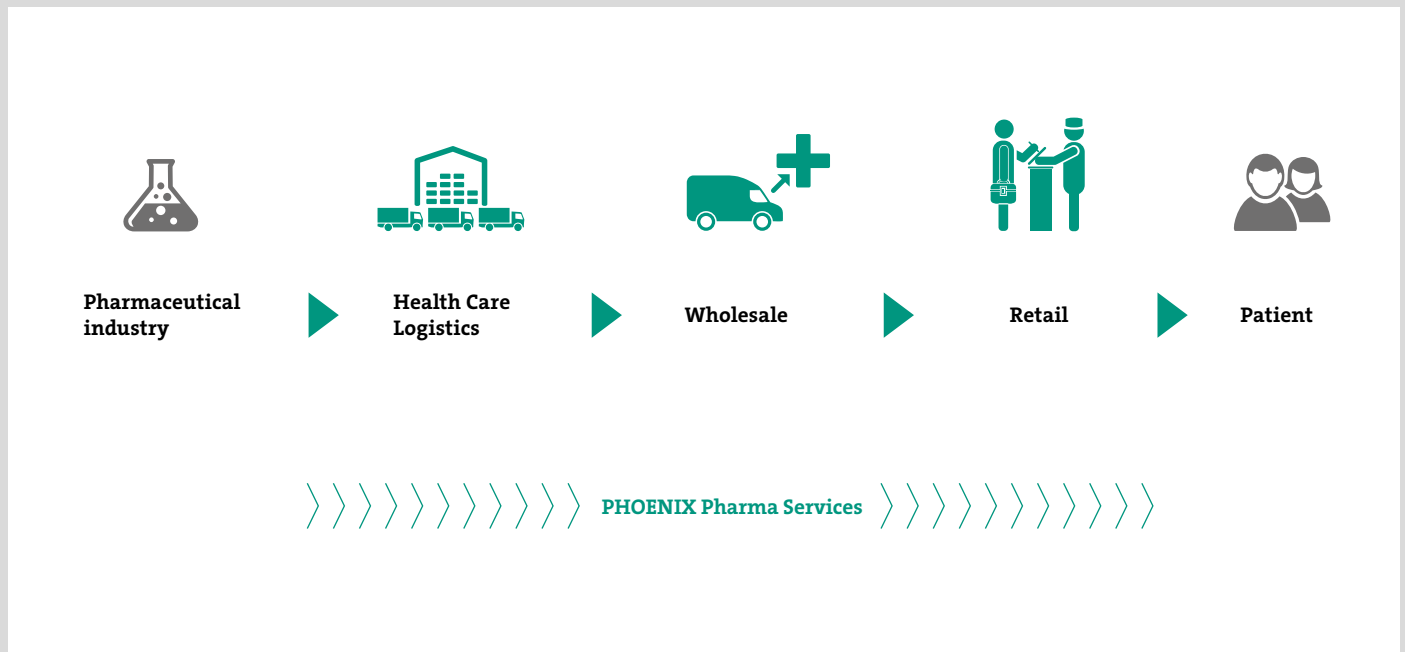 Pharmaceutical
industry
Health Care
Logistics
Wholesale
Retail
Patient
PHOENIX Pharma Services